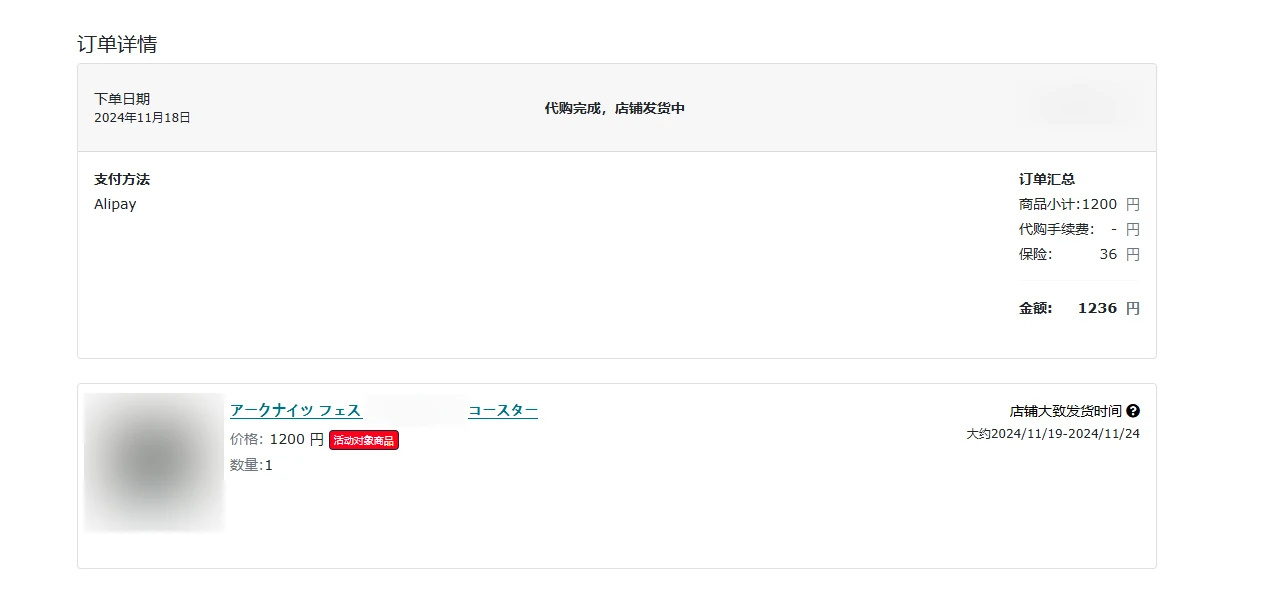 订单详情
下单日期
2024年11月18日
代购完成，店铺发货中
支付方法
Alipay
订单汇总
商品小计:1200 円
代购手续费: - 円
保险: 36 円
金额: 1236 円
アークナイツ フェス コースター
价格: 1200 円 活动对象商品
数量:1
店铺大致发货时间
大约2024/11/19-2024/11/24